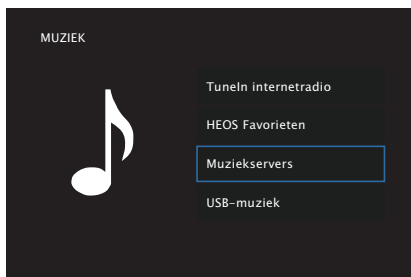 MUZIEK
TuneIn internetradio
HEOS Favorieten
Muziekservers
USB-muziek